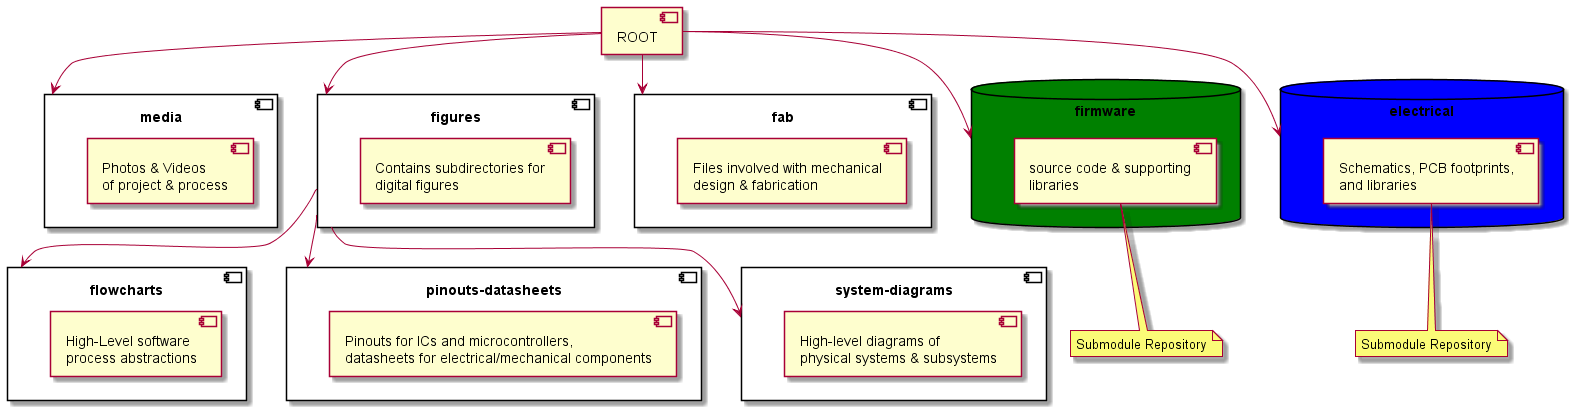 ROOT
media
Photos & Videos
of project & process
figures
Contains subdirectories for
digital figures
fab
Files involved with mechanical
design & fabrication
firmware
source code & supporting
libraries
electrical
Schematics, PCB footprints,
and libraries
flowcharts
High-Level software
process abstractions
pinouts-datasheets
Pinouts for ICs and microcontrollers,
datasheets for electrical/mechanical components
system-diagrams
High-level diagrams of
physical systems & subsystems
Submodule Repository
Submodule Repository